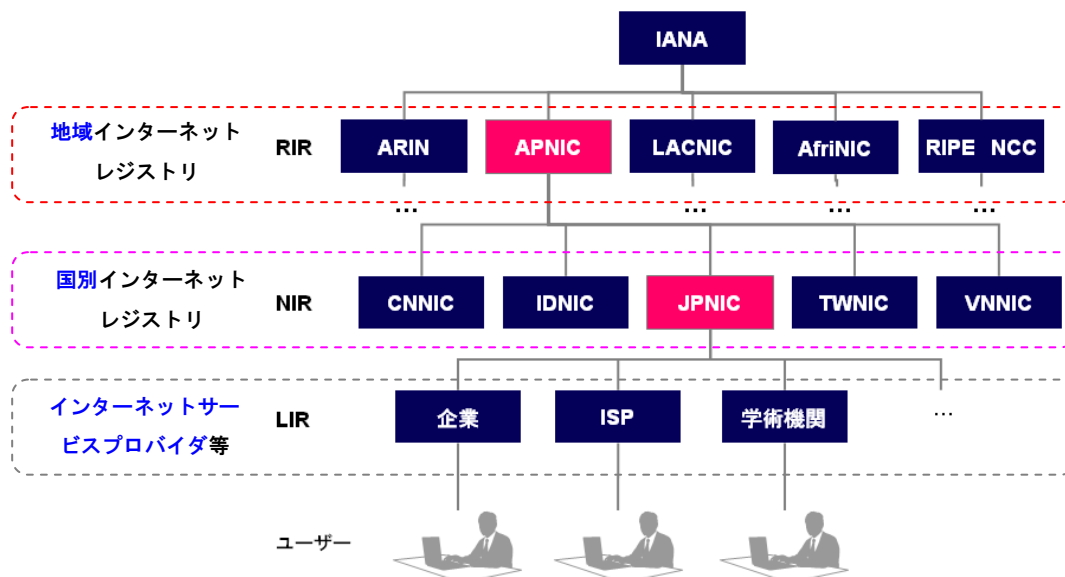 IANA
地域インターネット
レジストリ
RIR
ARIN
APNIC
LACNIC
AfriNIC
RIPE NCC
...
...
...
...
国別インターネット
レジストリ
NIR
CNNIC
IDNIC
JPNIC
TWNIC
VNNIC
インターネットサー
ビスプロバイダ等
LIR
企業
ISP
学術機関
...
ユーザー